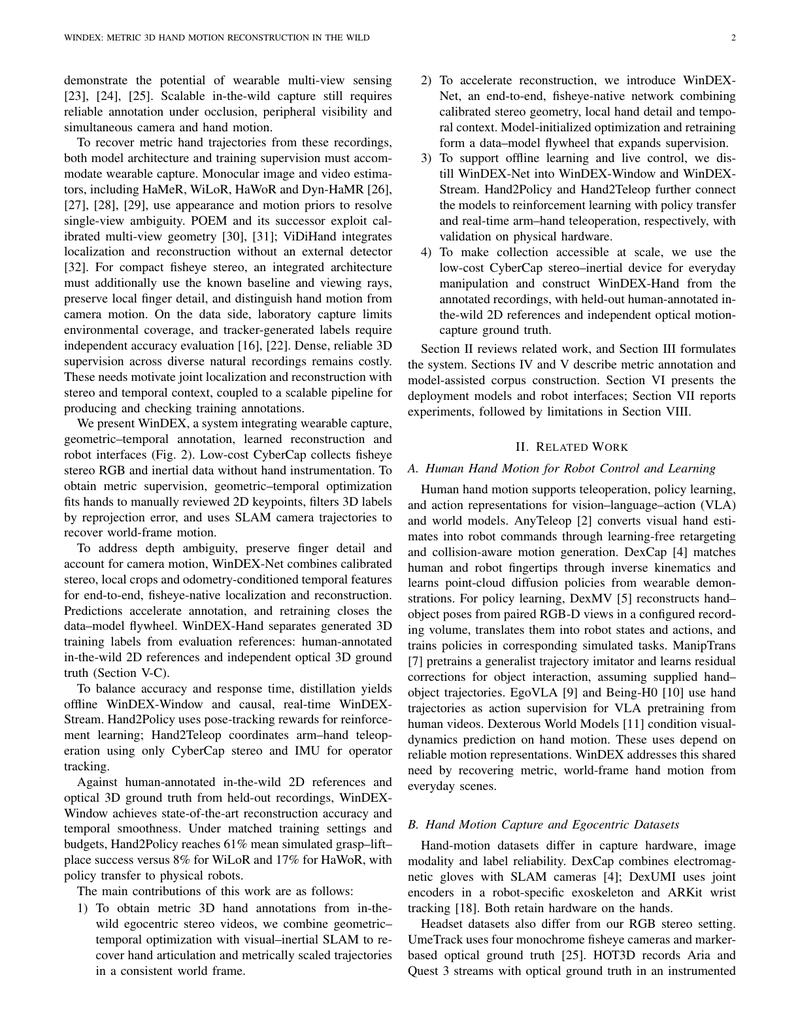 WINDEX: METRIC 3D HAND MOTION RECONSTRUCTION IN THE WILD
2
demonstrate the potential of wearable multi-view sensing
[23], [24], [25]. Scalable in-the-wild capture still requires
reliable annotation under occlusion, peripheral visibility and
simultaneous camera and hand motion.
To recover metric hand trajectories from these recordings,
both model architecture and training supervision must accom-
modate wearable capture. Monocular image and video estima-
tors, including HaMeR, WiLoR, HaWoR and Dyn-HaMR [26],
[27], [28], [29], use appearance and motion priors to resolve
single-view ambiguity. POEM and its successor exploit cal-
ibrated multi-view geometry [30], [31]; ViDiHand integrates
localization and reconstruction without an external detector
[32]. For compact fisheye stereo, an integrated architecture
must additionally use the known baseline and viewing rays,
preserve local finger detail, and distinguish hand motion from
camera motion. On the data side, laboratory capture limits
environmental coverage, and tracker-generated labels require
independent accuracy evaluation [16], [22]. Dense, reliable 3D
supervision across diverse natural recordings remains costly.
These needs motivate joint localization and reconstruction with
stereo and temporal context, coupled to a scalable pipeline for
producing and checking training annotations.
We present WinDEX, a system integrating wearable capture,
geometric–temporal annotation, learned reconstruction and
robot interfaces (Fig. 2). Low-cost CyberCap collects fisheye
stereo RGB and inertial data without hand instrumentation. To
obtain metric supervision, geometric–temporal optimization
fits hands to manually reviewed 2D keypoints, filters 3D labels
by reprojection error, and uses SLAM camera trajectories to
recover world-frame motion.
To address depth ambiguity, preserve finger detail and
account for camera motion, WinDEX-Net combines calibrated
stereo, local crops and odometry-conditioned temporal features
for end-to-end, fisheye-native localization and reconstruction.
Predictions accelerate annotation, and retraining closes the
data–model flywheel. WinDEX-Hand separates generated 3D
training labels from evaluation references: human-annotated
in-the-wild 2D references and independent optical 3D ground
truth (Section V-C).
To balance accuracy and response time, distillation yields
offline WinDEX-Window and causal, real-time WinDEX-
Stream. Hand2Policy uses pose-tracking rewards for reinforce-
ment learning; Hand2Teleop coordinates arm–hand teleop-
eration using only CyberCap stereo and IMU for operator
tracking.
Against human-annotated in-the-wild 2D references and
optical 3D ground truth from held-out recordings, WinDEX-
Window achieves state-of-the-art reconstruction accuracy and
temporal smoothness. Under matched training settings and
budgets, Hand2Policy reaches 61% mean simulated grasp–lift–
place success versus 8% for WiLoR and 17% for HaWoR, with
policy transfer to physical robots.
The main contributions of this work are as follows:
1) To obtain metric 3D hand annotations from in-the-
wild egocentric stereo videos, we combine geometric–
temporal optimization with visual–inertial SLAM to re-
cover hand articulation and metrically scaled trajectories
in a consistent world frame.
2) To accelerate reconstruction, we introduce WinDEX-
Net, an end-to-end, fisheye-native network combining
calibrated stereo geometry, local hand detail and tempo-
ral context. Model-initialized optimization and retraining
form a data–model flywheel that expands supervision.
3) To support offline learning and live control, we dis-
till WinDEX-Net into WinDEX-Window and WinDEX-
Stream. Hand2Policy and Hand2Teleop further connect
the models to reinforcement learning with policy transfer
and real-time arm–hand teleoperation, respectively, with
validation on physical hardware.
4) To make collection accessible at scale, we use the
low-cost CyberCap stereo–inertial device for everyday
manipulation and construct WinDEX-Hand from the
annotated recordings, with held-out human-annotated in-
the-wild 2D references and independent optical motion-
capture ground truth.
Section II reviews related work, and Section III formulates
the system. Sections IV and V describe metric annotation and
model-assisted corpus construction. Section VI presents the
deployment models and robot interfaces; Section VII reports
experiments, followed by limitations in Section VIII.
II. RELATED WORK
A. Human Hand Motion for Robot Control and Learning
Human hand motion supports teleoperation, policy learning,
and action representations for vision–language–action (VLA)
and world models. AnyTeleop [2] converts visual hand esti-
mates into robot commands through learning-free retargeting
and collision-aware motion generation. DexCap [4] matches
human and robot fingertips through inverse kinematics and
learns point-cloud diffusion policies from wearable demon-
strations. For policy learning, DexMV [5] reconstructs hand–
object poses from paired RGB-D views in a configured record-
ing volume, translates them into robot states and actions, and
trains policies in corresponding simulated tasks. ManipTrans
[7] pretrains a generalist trajectory imitator and learns residual
corrections for object interaction, assuming supplied hand–
object trajectories. EgoVLA [9] and Being-H0 [10] use hand
trajectories as action supervision for VLA pretraining from
human videos. Dexterous World Models [11] condition visual-
dynamics prediction on hand motion. These uses depend on
reliable motion representations. WinDEX addresses this shared
need by recovering metric, world-frame hand motion from
everyday scenes.
B. Hand Motion Capture and Egocentric Datasets
Hand-motion datasets differ in capture hardware, image
modality and label reliability. DexCap combines electromag-
netic gloves with SLAM cameras [4]; DexUMI uses joint
encoders in a robot-specific exoskeleton and ARKit wrist
tracking [18]. Both retain hardware on the hands.
Headset datasets also differ from our RGB stereo setting.
UmeTrack uses four monochrome fisheye cameras and marker-
based optical ground truth [25]. HOT3D records Aria and
Quest 3 streams with optical ground truth in an instrumented